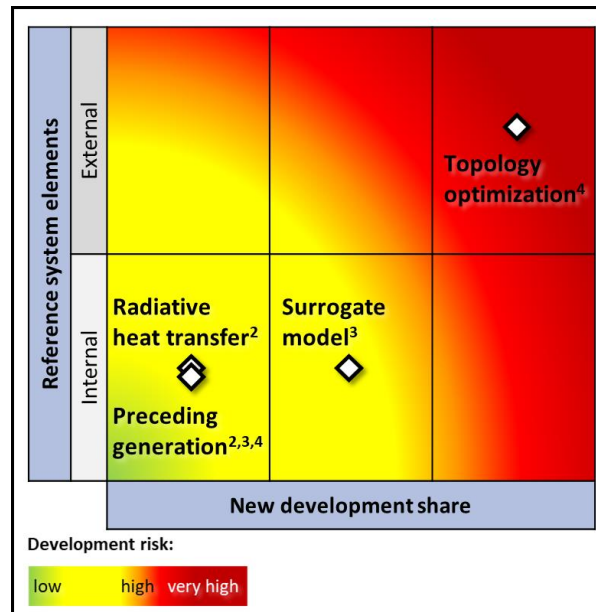 Reference system elements
External
Internal
Topology
optimization⁴
Radiative
heat transfer²
Surrogate
model³
Preceding
generation²,³,⁴
New development share
Development risk:
low high very high